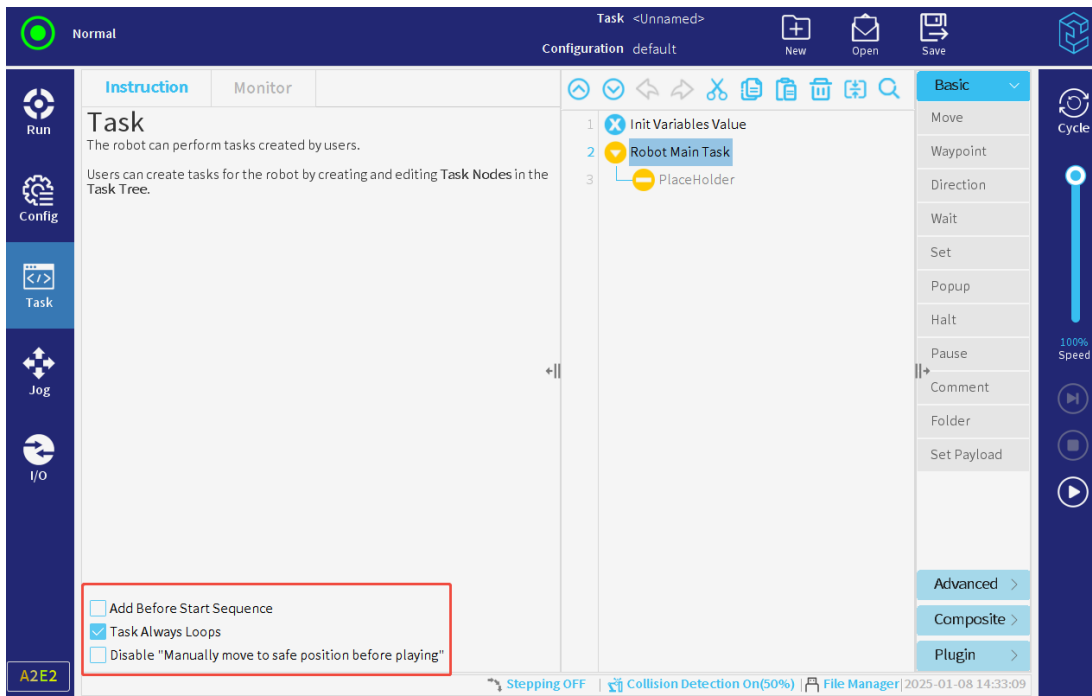 Normal
Task <Unnamed>
Configuration default
New
Open
Save
Run
Config
Task
Jog
I/O
A2E2
Instruction
Monitor
Task
The robot can perform tasks created by users.
Users can create tasks for the robot by creating and editing Task Nodes in the
Task Tree.
Add Before Start Sequence
Task Always Loops
Disable "Manually move to safe position before playing"
1 Init Variables Value
2 Robot Main Task
3 PlaceHolder
Basic
Move
Waypoint
Direction
Wait
Set
Popup
Halt
Pause
Comment
Folder
Set Payload
Advanced
Composite
Plugin
Cycle
100%
Speed
Stepping OFF | Collision Detection On(50%) | File Manager | 2025-01-08 14:33:09